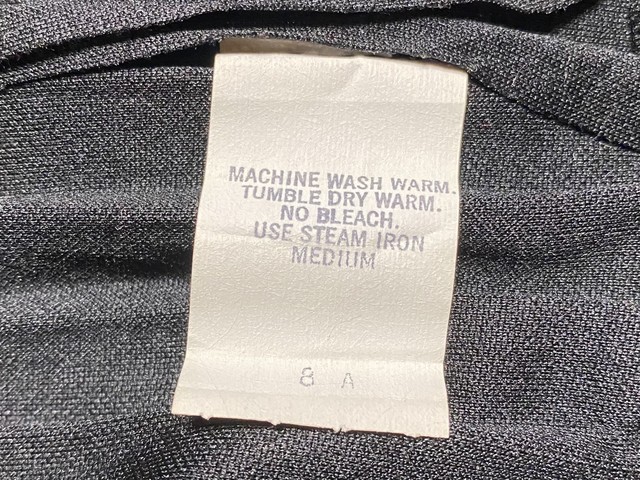 MACHINE WASH WARM.
TUMBLE DRY WARM.
NO BLEACH.
USE STEAM IRON
MEDIUM
8 A